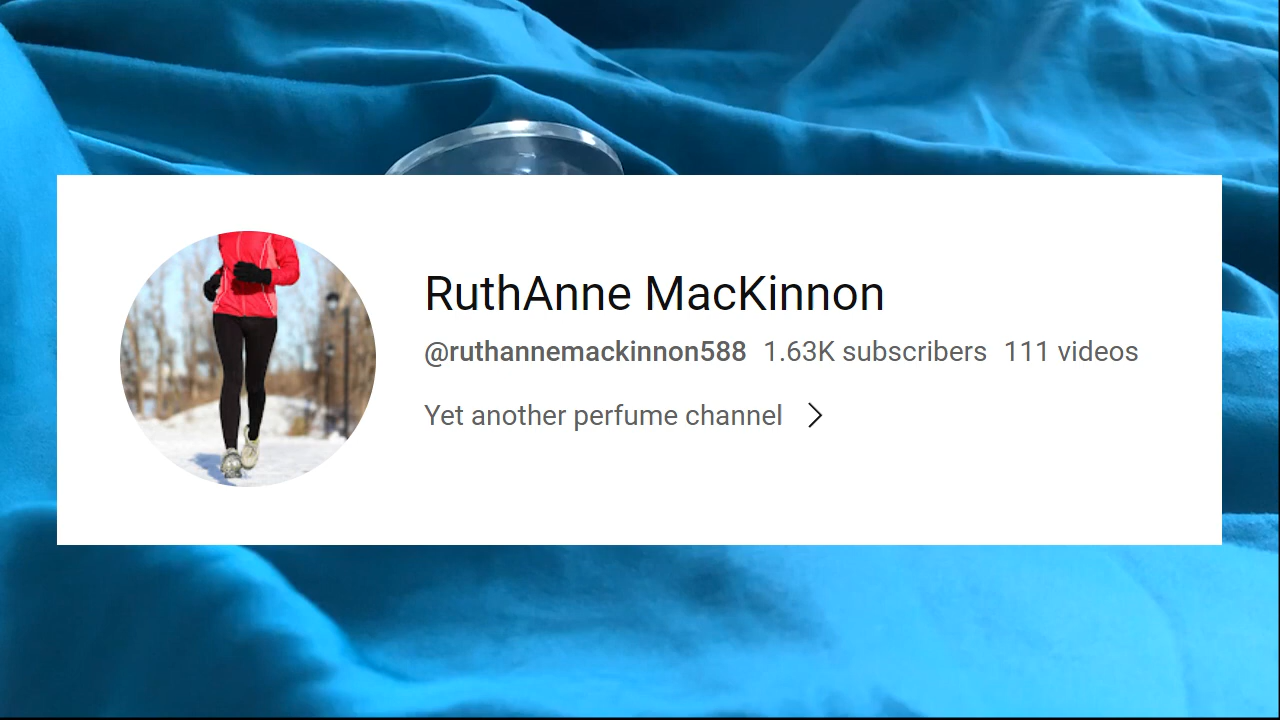 RuthAnne MacKinnon
@ruthannemackinnon588 1.63K subscribers 111 videos
Yet another perfume channel